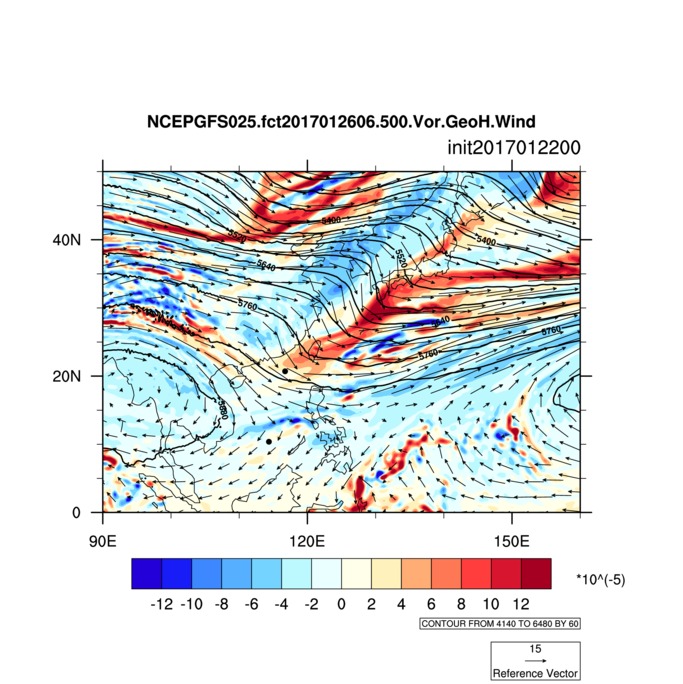 NCEPGFS025.fct2017012606.500.Vor.GeoH.Wind
init2017012200
5400
5520
5400
5640
5520
5760
5640
5760
5760
5880
40N
20N
0
90E 120E 150E
-12 -10 -8 -6 -4 -2 0 2 4 6 8 10 12
*10^(-5)
CONTOUR FROM 4140 TO 6480 BY 60
15
Reference Vector